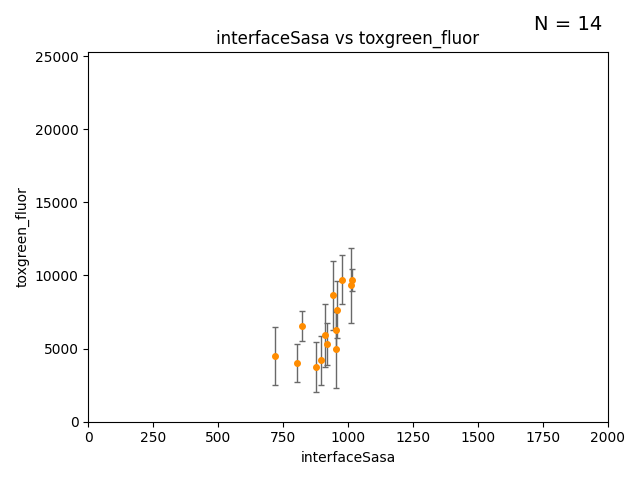 N = 14
interfaceSasa vs toxgreen_fluor
25000
20000
15000
10000
5000
0
toxgreen_fluor
0 250 500 750 1000 1250 1500 1750 2000
interfaceSasa